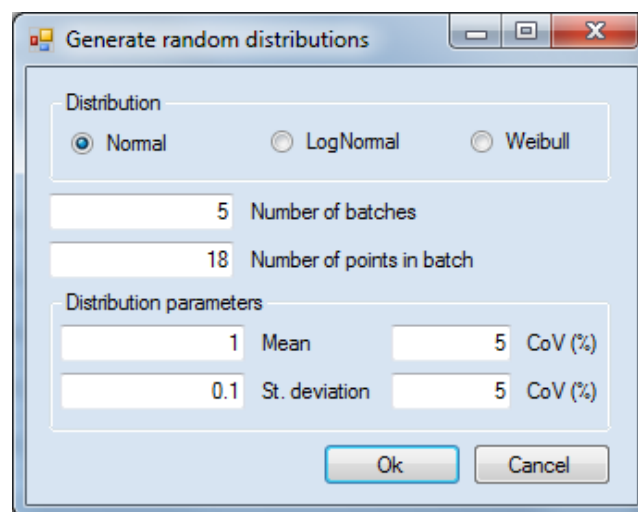 Generate random distributions
Distribution
Normal LogNormal Weibull
5 Number of batches
18 Number of points in batch
Distribution parameters
1 Mean 5 CoV (%)
0.1 St. deviation 5 CoV (%)
Ok Cancel